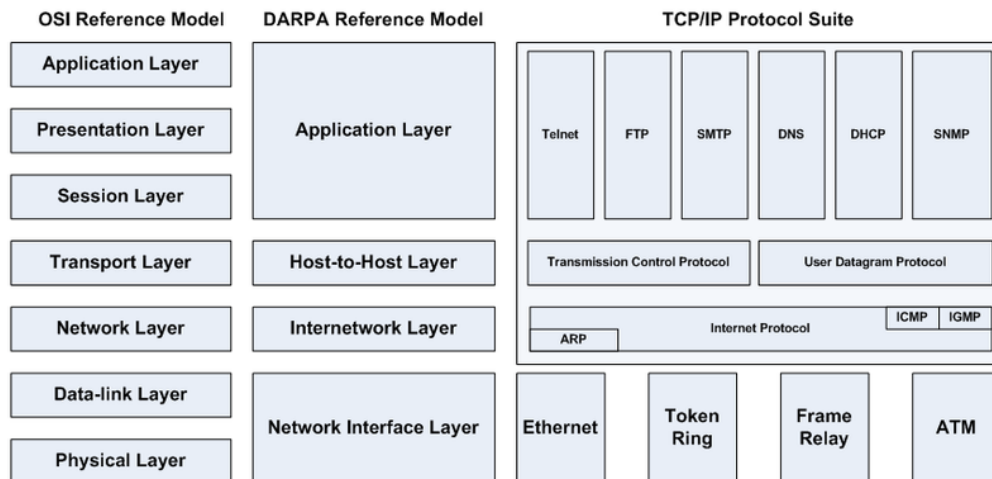 OSI Reference Model
DARPA Reference Model
TCP/IP Protocol Suite
Application Layer
Presentation Layer
Session Layer
Transport Layer
Network Layer
Data-link Layer
Physical Layer
Application Layer
Host-to-Host Layer
Internetwork Layer
Network Interface Layer
Telnet
FTP
SMTP
DNS
DHCP
SNMP
Transmission Control Protocol
User Datagram Protocol
Internet Protocol
ICMP
IGMP
ARP
Ethernet
Token
Ring
Frame
Relay
ATM